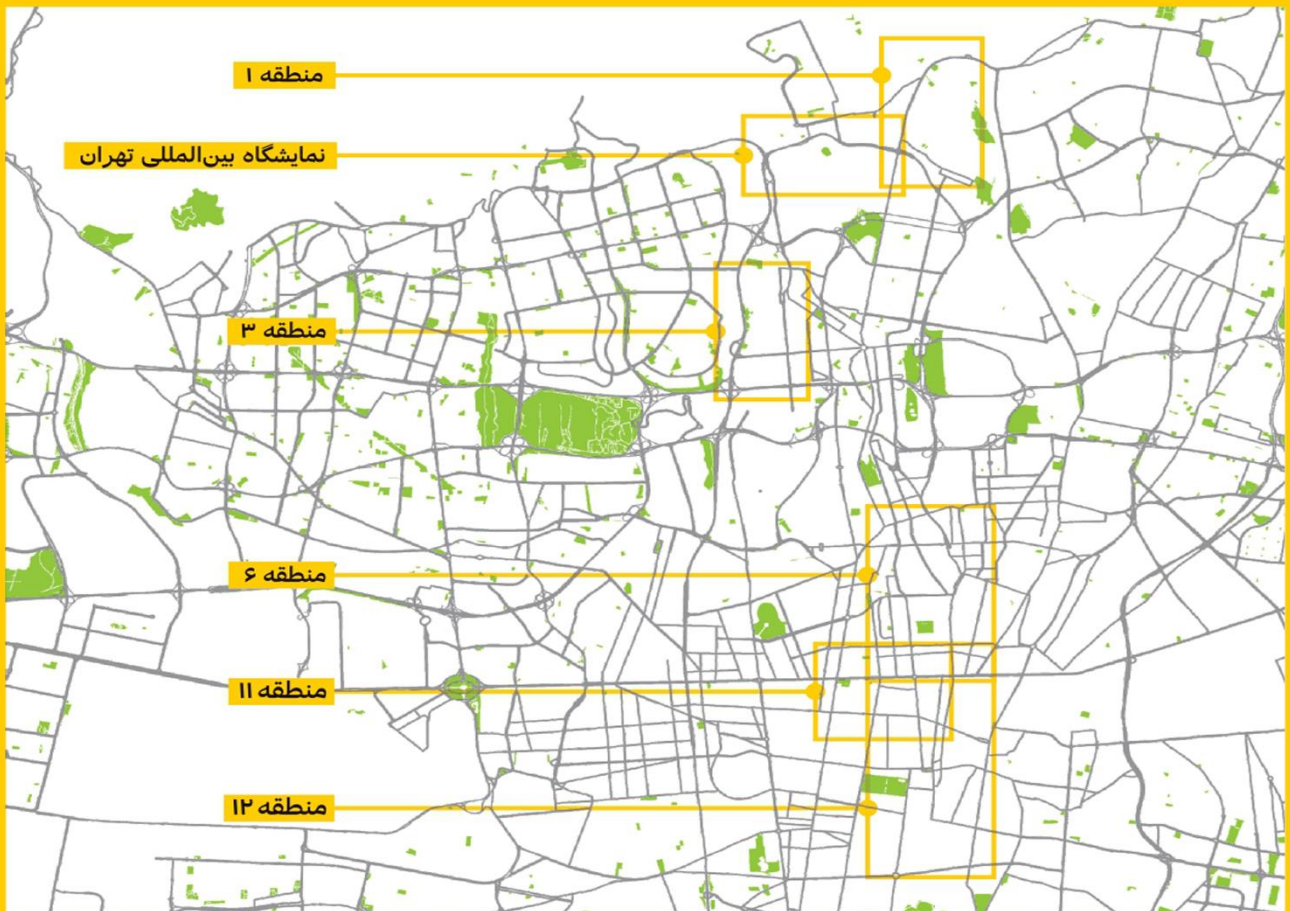 منطقه ۱
نمایشگاه بین‌المللی تهران
منطقه ۳
منطقه ۶
منطقه ۱۱
منطقه ۱۲